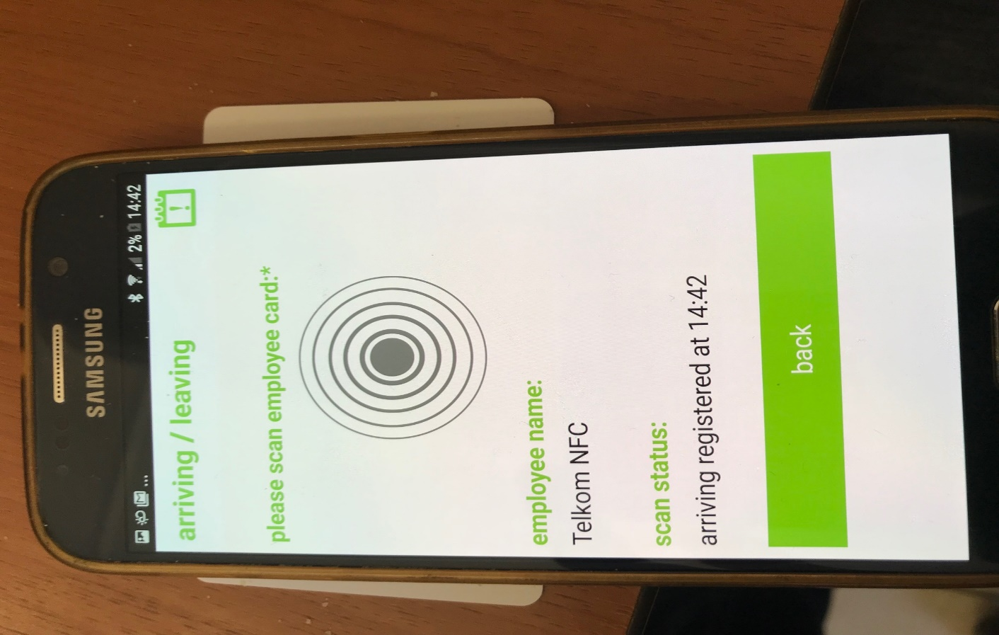 SAMSUNG
2% 14:42
arriving / leaving
please scan employee card:*
employee name:
Telkom NFC
scan status:
arriving registered at 14:42
back